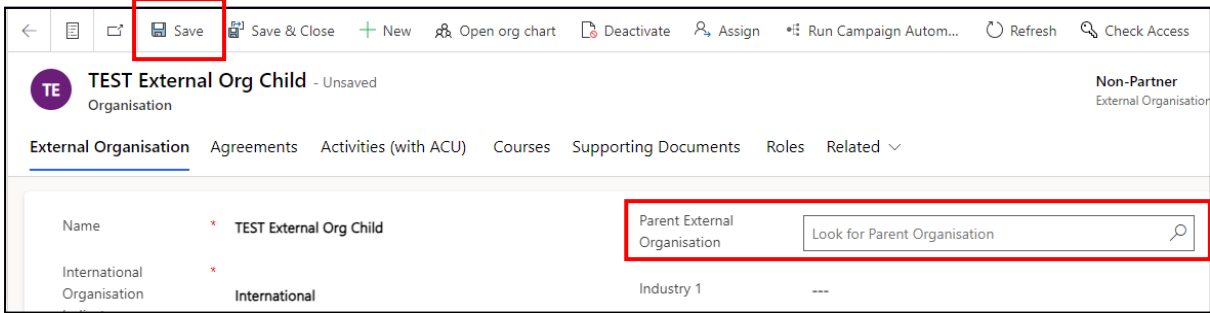 Save Save & Close New Open org chart Deactivate Assign Run Campaign Autom... Refresh Check Access
TE
TEST External Org Child - Unsaved
Organisation
Non-Partner
External Organisation
External Organisation Agreements Activities (with ACU) Courses Supporting Documents Roles Related
Name * TEST External Org Child
Parent External
Organisation
Look for Parent Organisation
International *
Organisation
International
Industry 1 ---